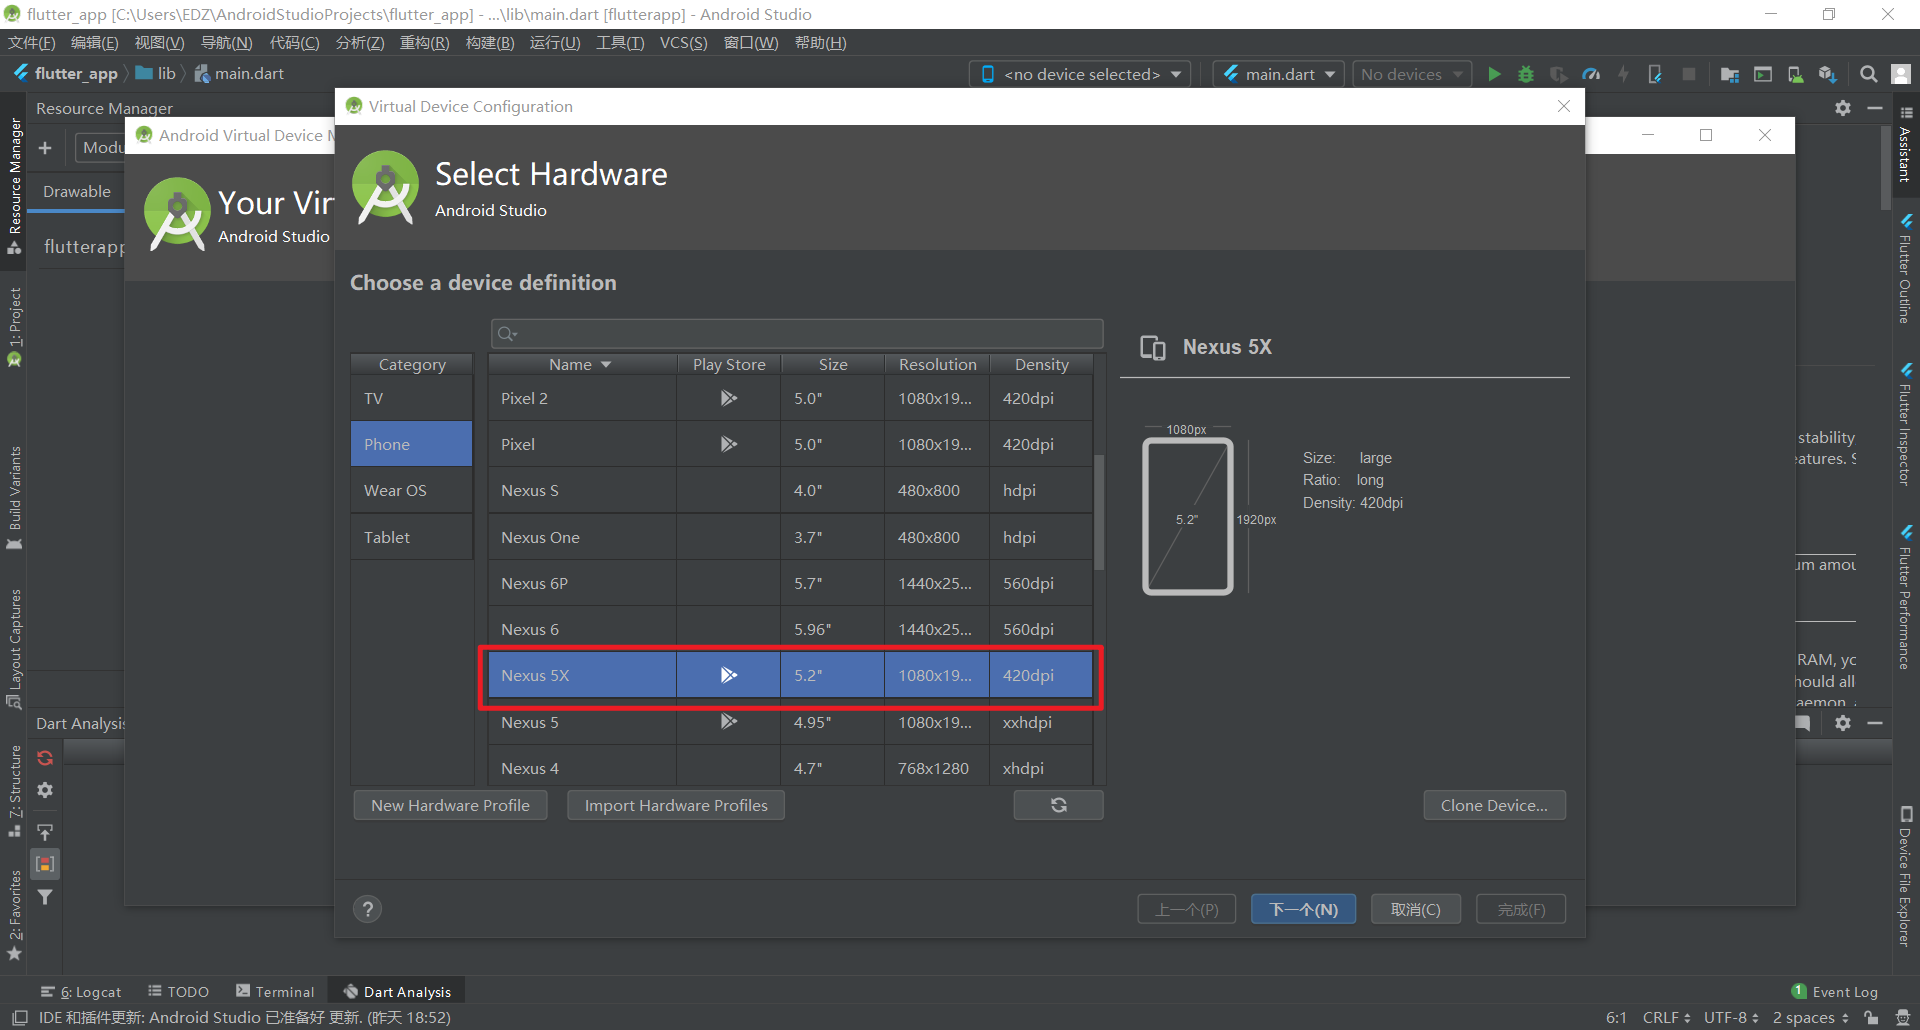 flutter_app [C:\Users\EDZ\AndroidStudioProjects\flutter_app] - ...\lib\main.dart [flutterapp] - Android Studio
文件(F) 编辑(E) 视图(V) 导航(N) 代码(C) 分析(Z) 重构(R) 构建(B) 运行(U) 工具(T) VCS(S) 窗口(W) 帮助(H)
flutter_app lib main.dart <no device selected> main.dart No devices
Resource Manager
Virtual Device Configuration
Android Virtual Device M
Modu
Drawable
flutterapp
Your Vir
Android Studio
Select Hardware
Android Studio
Choose a device definition
Category Name Play Store Size Resolution Density
TV
Phone
Wear OS
Tablet
Pixel 2 5.0" 1080x19... 420dpi
Pixel 5.0" 1080x19... 420dpi
Nexus S 4.0" 480x800 hdpi
Nexus One 3.7" 480x800 hdpi
Nexus 6P 5.7" 1440x25... 560dpi
Nexus 6 5.96" 1440x25... 560dpi
Nexus 5X 5.2" 1080x19... 420dpi
Nexus 5 4.95" 1080x19... xxhdpi
Nexus 4 4.7" 768x1280 xhdpi
Nexus 5X
1080px
5.2"
1920px
Size: large
Ratio: long
Density: 420dpi
New Hardware Profile Import Hardware Profiles Clone Device...
? 上一个(P) 下一个(N) 取消(C) 完成(F)
Resource Manager
1: Project
Build Variants
Layout Captures
7: Structure
2: Favorites
Dart Analysis
Assistant
Flutter Outline
Flutter Inspector
Flutter Performance
Device File Explorer
stability
eatures. S
um amou
RAM, yo
hould all
aemon,
6: Logcat TODO Terminal Dart Analysis 1 Event Log
IDE 和插件更新: Android Studio 已准备好 更新. (昨天 18:52) 6:1 CRLF UTF-8 2 spaces